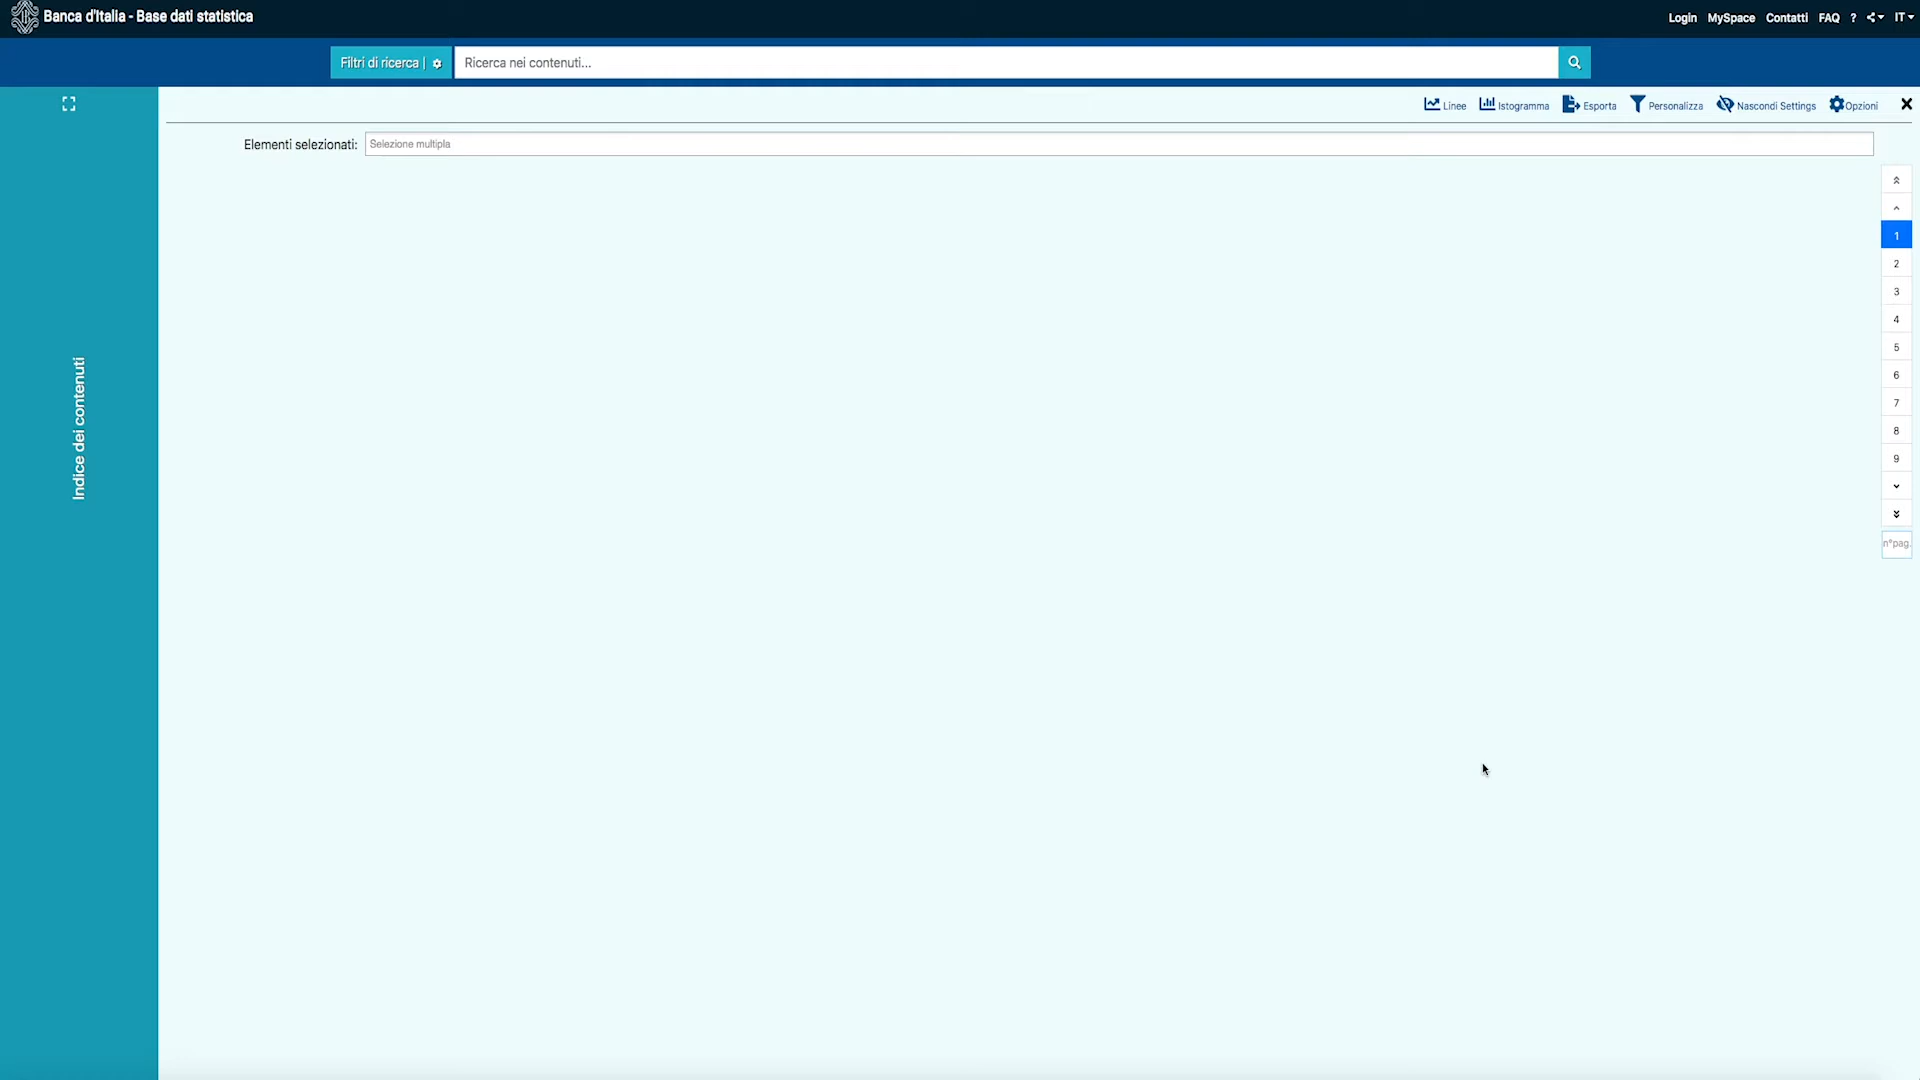 Banca d'Italia - Base dati statistica
Login MySpace Contatti FAQ ? IT
Filtri di ricerca |
Ricerca nei contenuti...
Linee Istogramma Esporta Personalizza Nascondi Settings Opzioni
Elementi selezionati: Selezione multipla
Indice dei contenuti
1
2
3
4
5
6
7
8
9
n°pag.